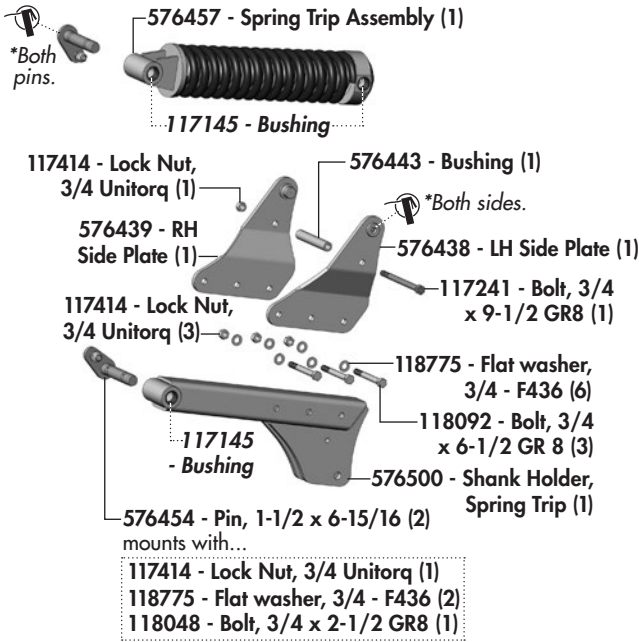 576457 - Spring Trip Assembly (1)
*Both
pins.
117145 - Bushing
117414 - Lock Nut,
3/4 Unitorq (1)
576443 - Bushing (1)
*Both sides.
576439 - RH
Side Plate (1)
576438 - LH Side Plate (1)
117241 - Bolt, 3/4
x 9-1/2 GR8 (1)
117414 - Lock Nut,
3/4 Unitorq (3)
118775 - Flat washer,
3/4 - F436 (6)
118092 - Bolt, 3/4
x 6-1/2 GR 8 (3)
117145
- Bushing
576500 - Shank Holder,
Spring Trip (1)
576454 - Pin, 1-1/2 x 6-15/16 (2)
mounts with...
117414 - Lock Nut, 3/4 Unitorq (1)
118775 - Flat washer, 3/4 - F436 (2)
118048 - Bolt, 3/4 x 2-1/2 GR8 (1)